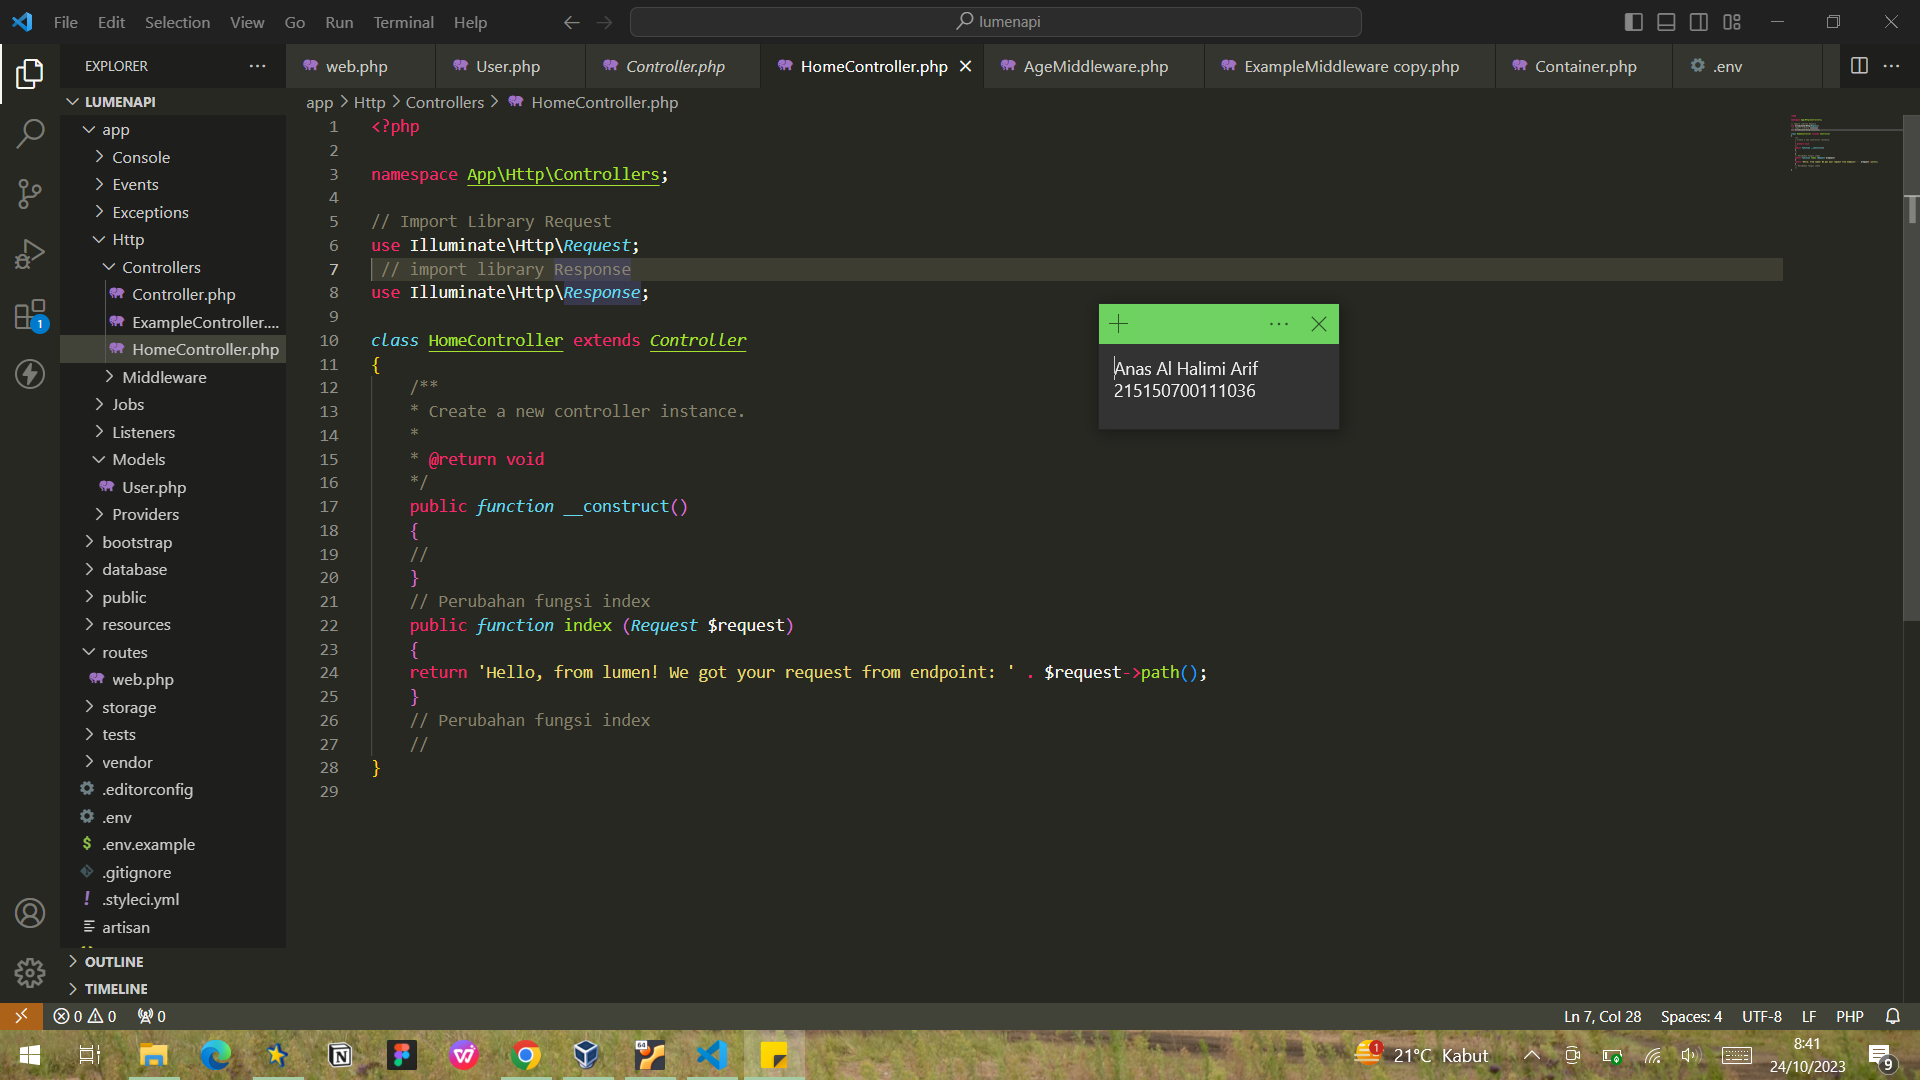 File Edit Selection View Go Run Terminal Help
lumenapi
EXPLORER
web.php
User.php
Controller.php
HomeController.php
AgeMiddleware.php
ExampleMiddleware copy.php
Container.php
.env
LUMENAPI
app
Console
Events
Exceptions
Http
Controllers
Controller.php
ExampleController....
HomeController.php
Middleware
Jobs
Listeners
Models
User.php
Providers
bootstrap
database
public
resources
routes
web.php
storage
tests
vendor
.editorconfig
.env
$ .env.example
.gitignore
! .styleci.yml
artisan
OUTLINE
TIMELINE
1
app > Http > Controllers > HomeController.php
1 <?php
2
3 namespace App\Http\Controllers;
4
5 // Import Library Request
6 use Illuminate\Http\Request;
7 // import library Response
8 use Illuminate\Http\Response;
9
10 class HomeController extends Controller
11 {
12 /**
13 * Create a new controller instance.
14 *
15 * @return void
16 */
17 public function __construct()
18 {
19 //
20 }
21 // Perubahan fungsi index
22 public function index (Request $request)
23 {
24 return 'Hello, from lumen! We got your request from endpoint: ' . $request->path();
25 }
26 // Perubahan fungsi index
27 //
28 }
29
Anas Al Halimi Arif
215150700111036
0 0 0
Ln 7, Col 28 Spaces: 4 UTF-8 LF PHP
64
1
21°C Kabut
8:41
24/10/2023
9